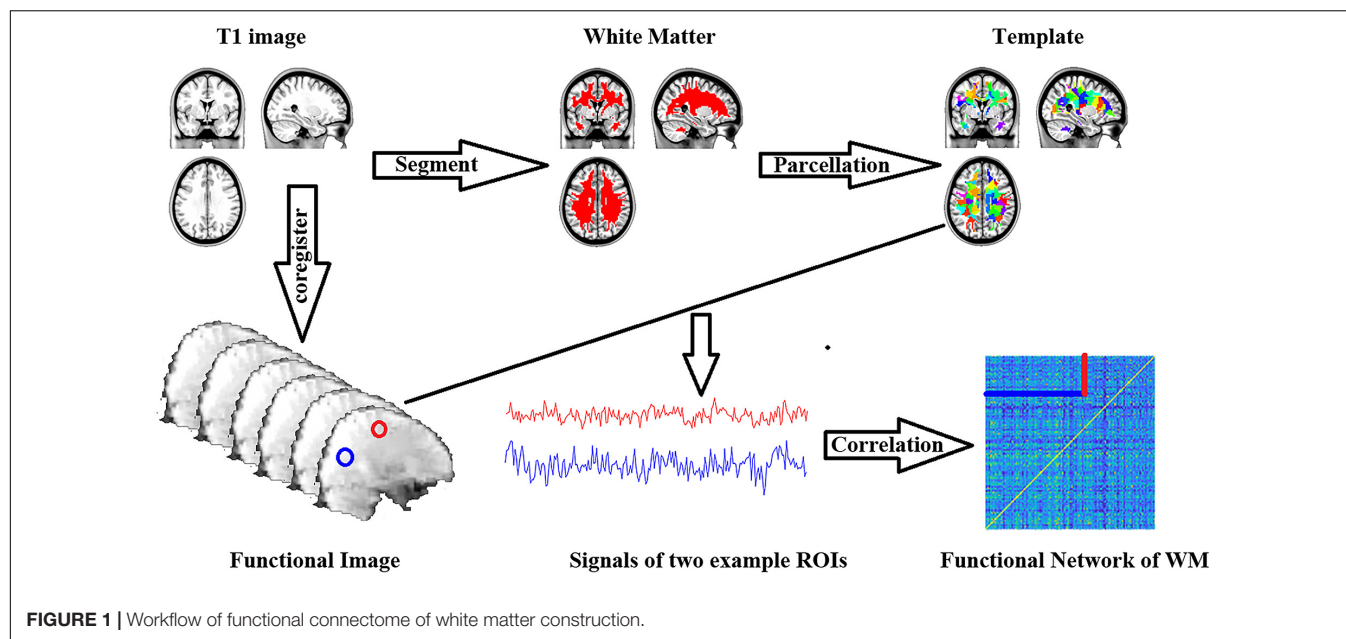 T1 image
White Matter
Template
Segment
Parcellation
coregister
Correlation
Functional Image
Signals of two example ROIs
Functional Network of WM
FIGURE 1 | Workflow of functional connectome of white matter construction.